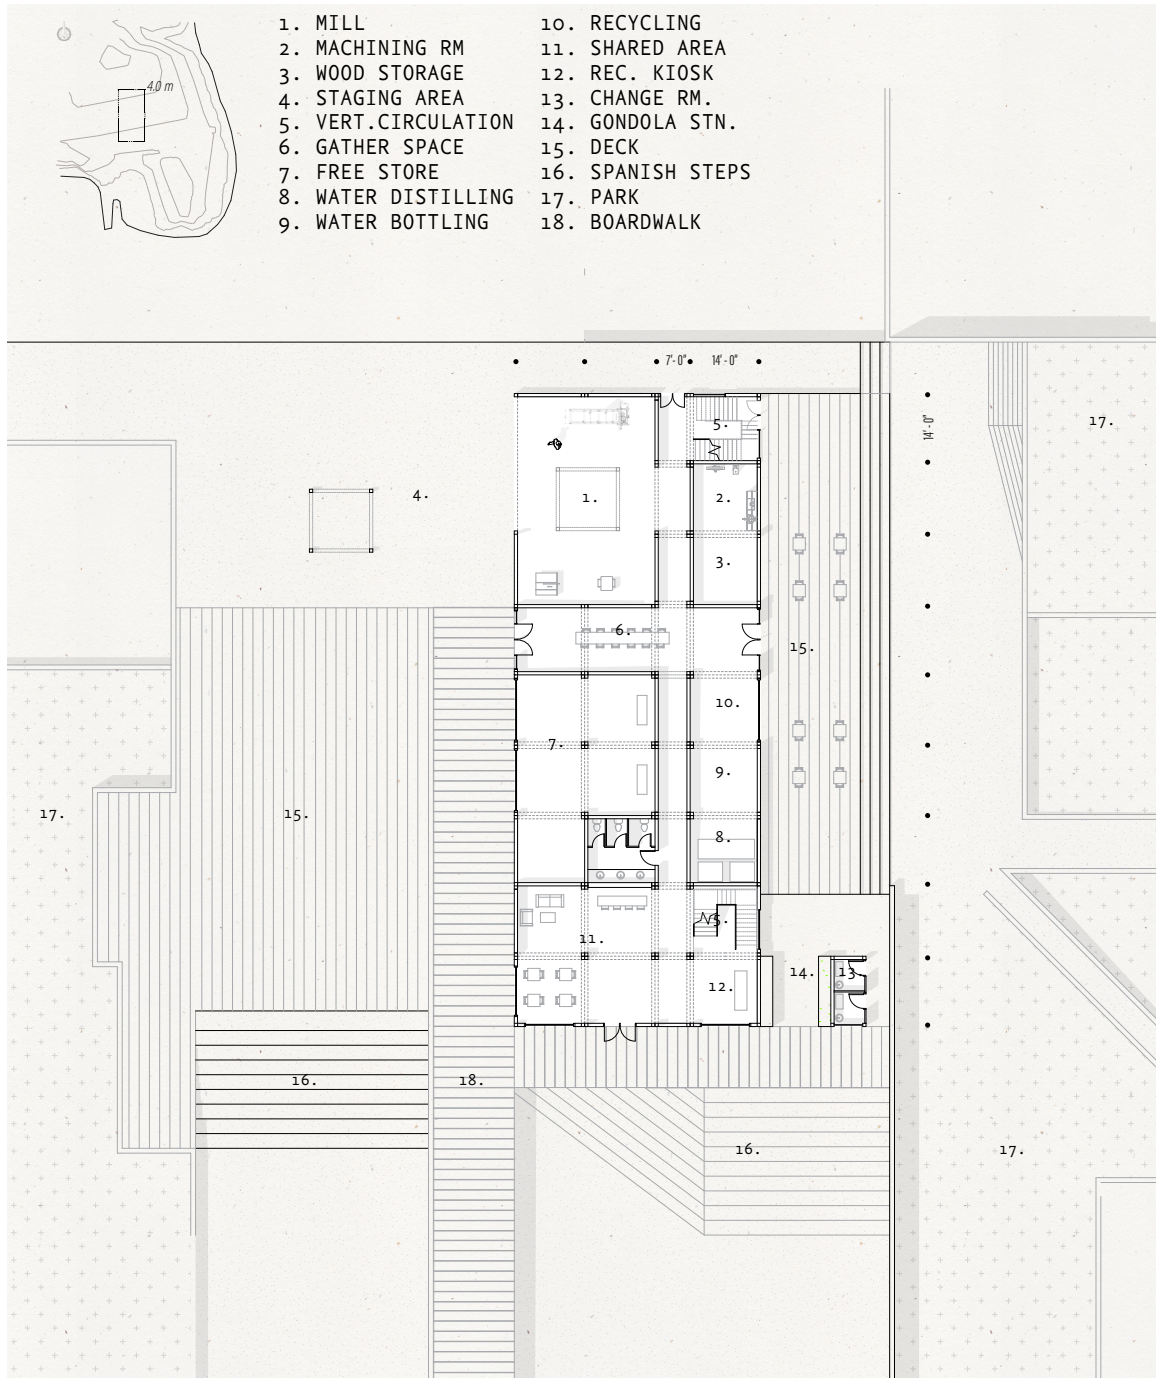 4.0 m
1. MILL
2. MACHINING RM
3. WOOD STORAGE
4. STAGING AREA
5. VERT.CIRCULATION
6. GATHER SPACE
7. FREE STORE
8. WATER DISTILLING
9. WATER BOTTLING
10. RECYCLING
11. SHARED AREA
12. REC. KIOSK
13. CHANGE RM.
14. GONDOLA STN.
15. DECK
16. SPANISH STEPS
17. PARK
18. BOARDWALK
7'-0" 14'-0"
14'-0"
17.
5.
4.
1.
2.
3.
6.
15.
10.
7.
9.
17.
15.
8.
5.
11.
14.
13
12.
16.
18.
16.
17.